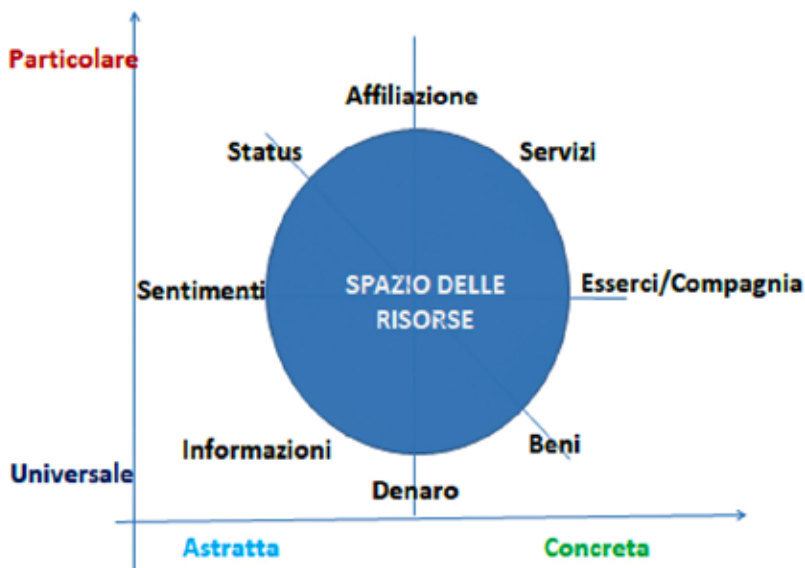 Particolare
Affiliazione
Status
Servizi
Sentimenti
SPAZIO DELLE
RISORSE
Esserci/Compagnia
Informazioni
Beni
Universale
Denaro
Astratta
Concreta